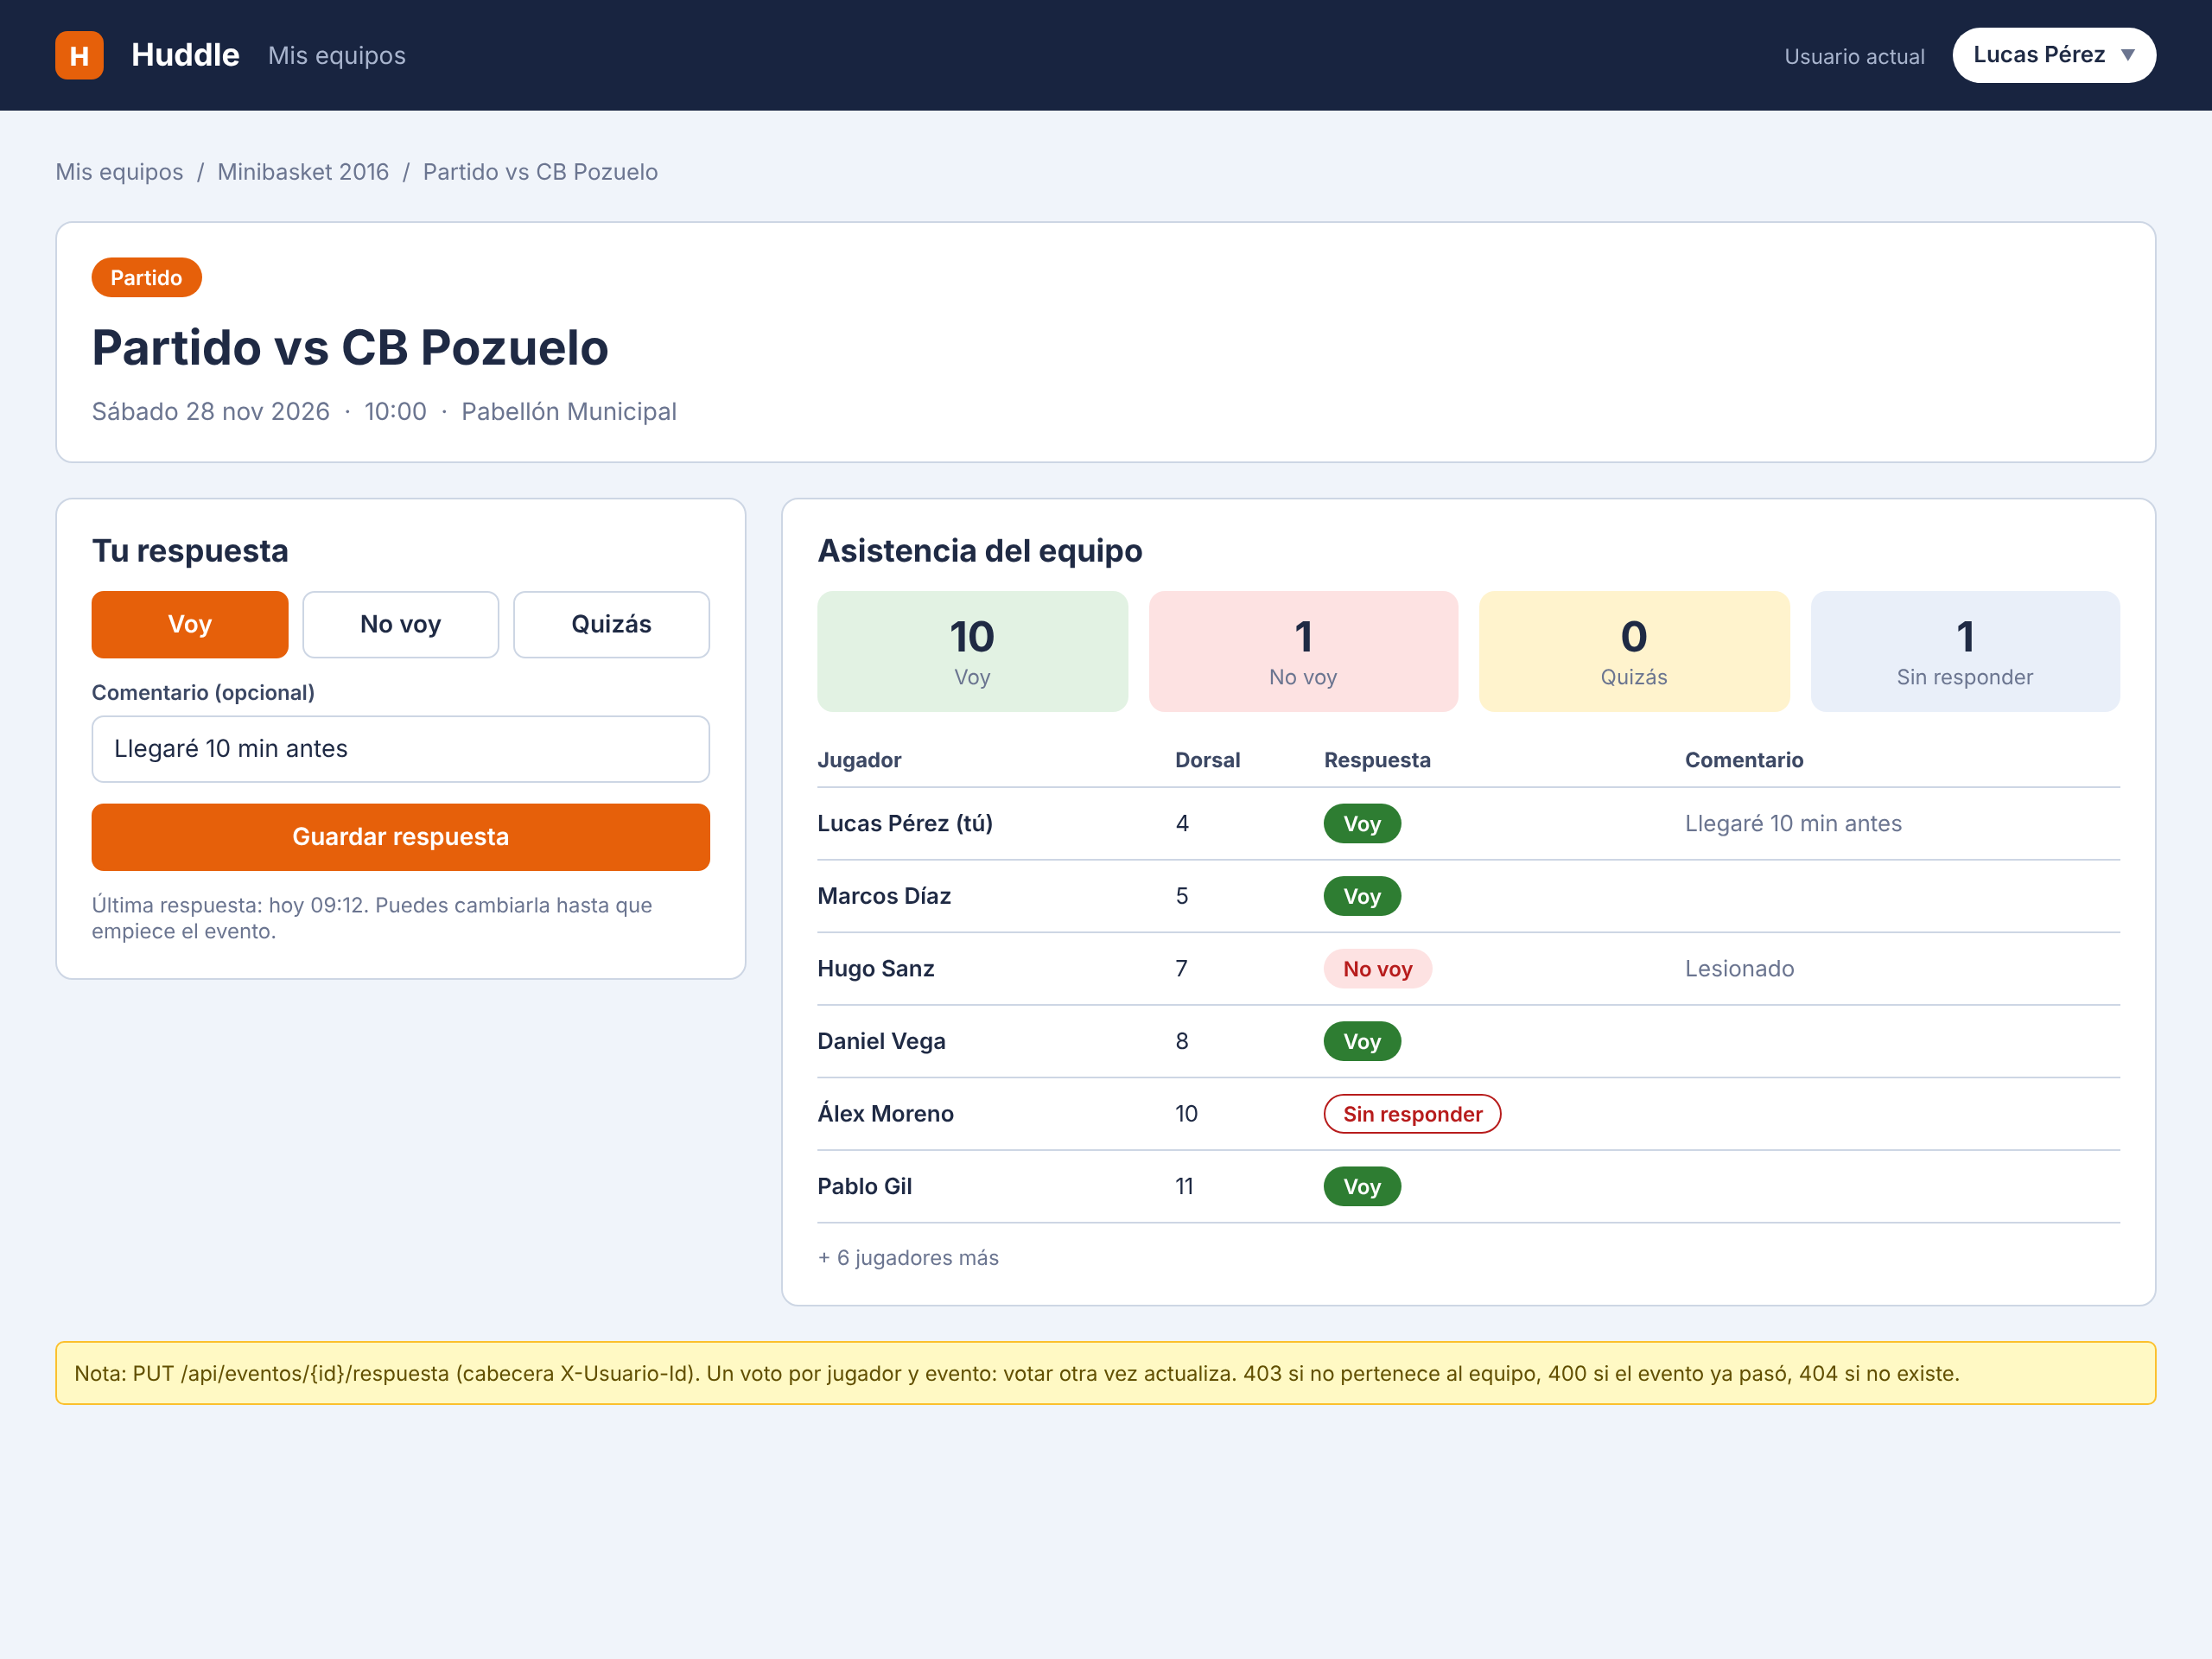 H Huddle Mis equipos Usuario actual Lucas Pérez ▼
Mis equipos / Minibasket 2016 / Partido vs CB Pozuelo
Partido
Partido vs CB Pozuelo
Sábado 28 nov 2026 · 10:00 · Pabellón Municipal
Tu respuesta
Voy No voy Quizás
Comentario (opcional)
Llegaré 10 min antes
Guardar respuesta
Última respuesta: hoy 09:12. Puedes cambiarla hasta que
empiece el evento.
Asistencia del equipo
10 1 0 1
Voy No voy Quizás Sin responder
Jugador Dorsal Respuesta Comentario
Lucas Pérez (tú) 4 Voy Llegaré 10 min antes
Marcos Díaz 5 Voy
Hugo Sanz 7 No voy Lesionado
Daniel Vega 8 Voy
Álex Moreno 10 Sin responder
Pablo Gil 11 Voy
+ 6 jugadores más
Nota: PUT /api/eventos/{id}/respuesta (cabecera X-Usuario-Id). Un voto por jugador y evento: votar otra vez actualiza. 403 si no pertenece al equipo, 400 si el evento ya pasó, 404 si no existe.